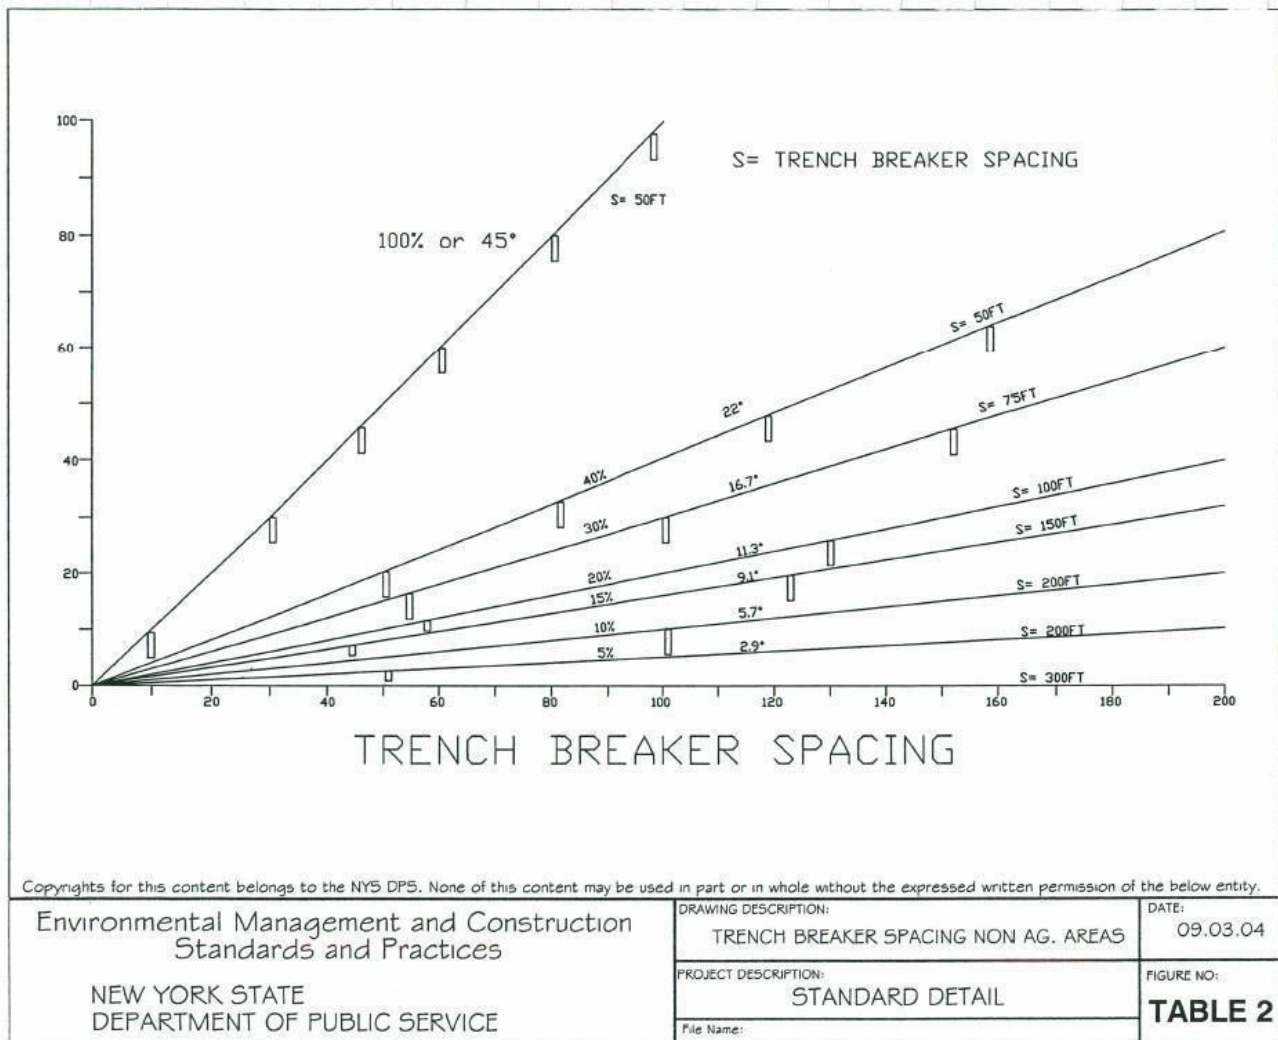 100
80
60
40
20
0
S= TRENCH BREAKER SPACING
S= 50FT
100% or 45°
S= 50FT
22°
40%
S= 75FT
16.7°
30%
S= 100FT
11.3°
20%
S= 150FT
9.1°
15%
S= 200FT
5.7°
10%
S= 200FT
2.9°
5%
S= 300FT
0 20 40 60 80 100 120 140 160 180 200
TRENCH BREAKER SPACING
Copyrights for this content belongs to the NYS DPS. None of this content may be used in part or in whole without the expressed written permission of the below entity.
Environmental Management and Construction
Standards and Practices
NEW YORK STATE
DEPARTMENT OF PUBLIC SERVICE
DRAWING DESCRIPTION:
TRENCH BREAKER SPACING NON AG. AREAS
DATE:
09.03.04
PROJECT DESCRIPTION:
STANDARD DETAIL
FIGURE NO:
TABLE 2
File Name: